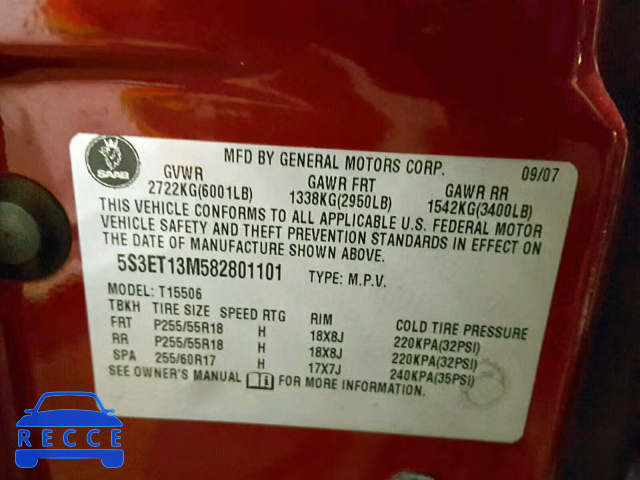 SAAB
MFD BY GENERAL MOTORS CORP. 09/07
GVWR GAWR FRT GAWR RR
2722KG(6001LB) 1338KG(2950LB) 1542KG(3400LB)
THIS VEHICLE CONFORMS TO ALL APPLICABLE U.S. FEDERAL MOTOR
VEHICLE SAFETY AND THEFT PREVENTION STANDARDS IN EFFECT ON
THE DATE OF MANUFACTURE SHOWN ABOVE.
5S3ET13M582801101 TYPE: M.P.V.
MODEL: T15506
TBKH TIRE SIZE SPEED RTG RIM COLD TIRE PRESSURE
FRT P255/55R18 H 18X8J 220KPA(32PSI)
RR P255/55R18 H 18X8J 220KPA(32PSI)
SPA 255/60R17 H 17X7J 240KPA(35PSI)
SEE OWNER'S MANUAL FOR MORE INFORMATION.
RECCE